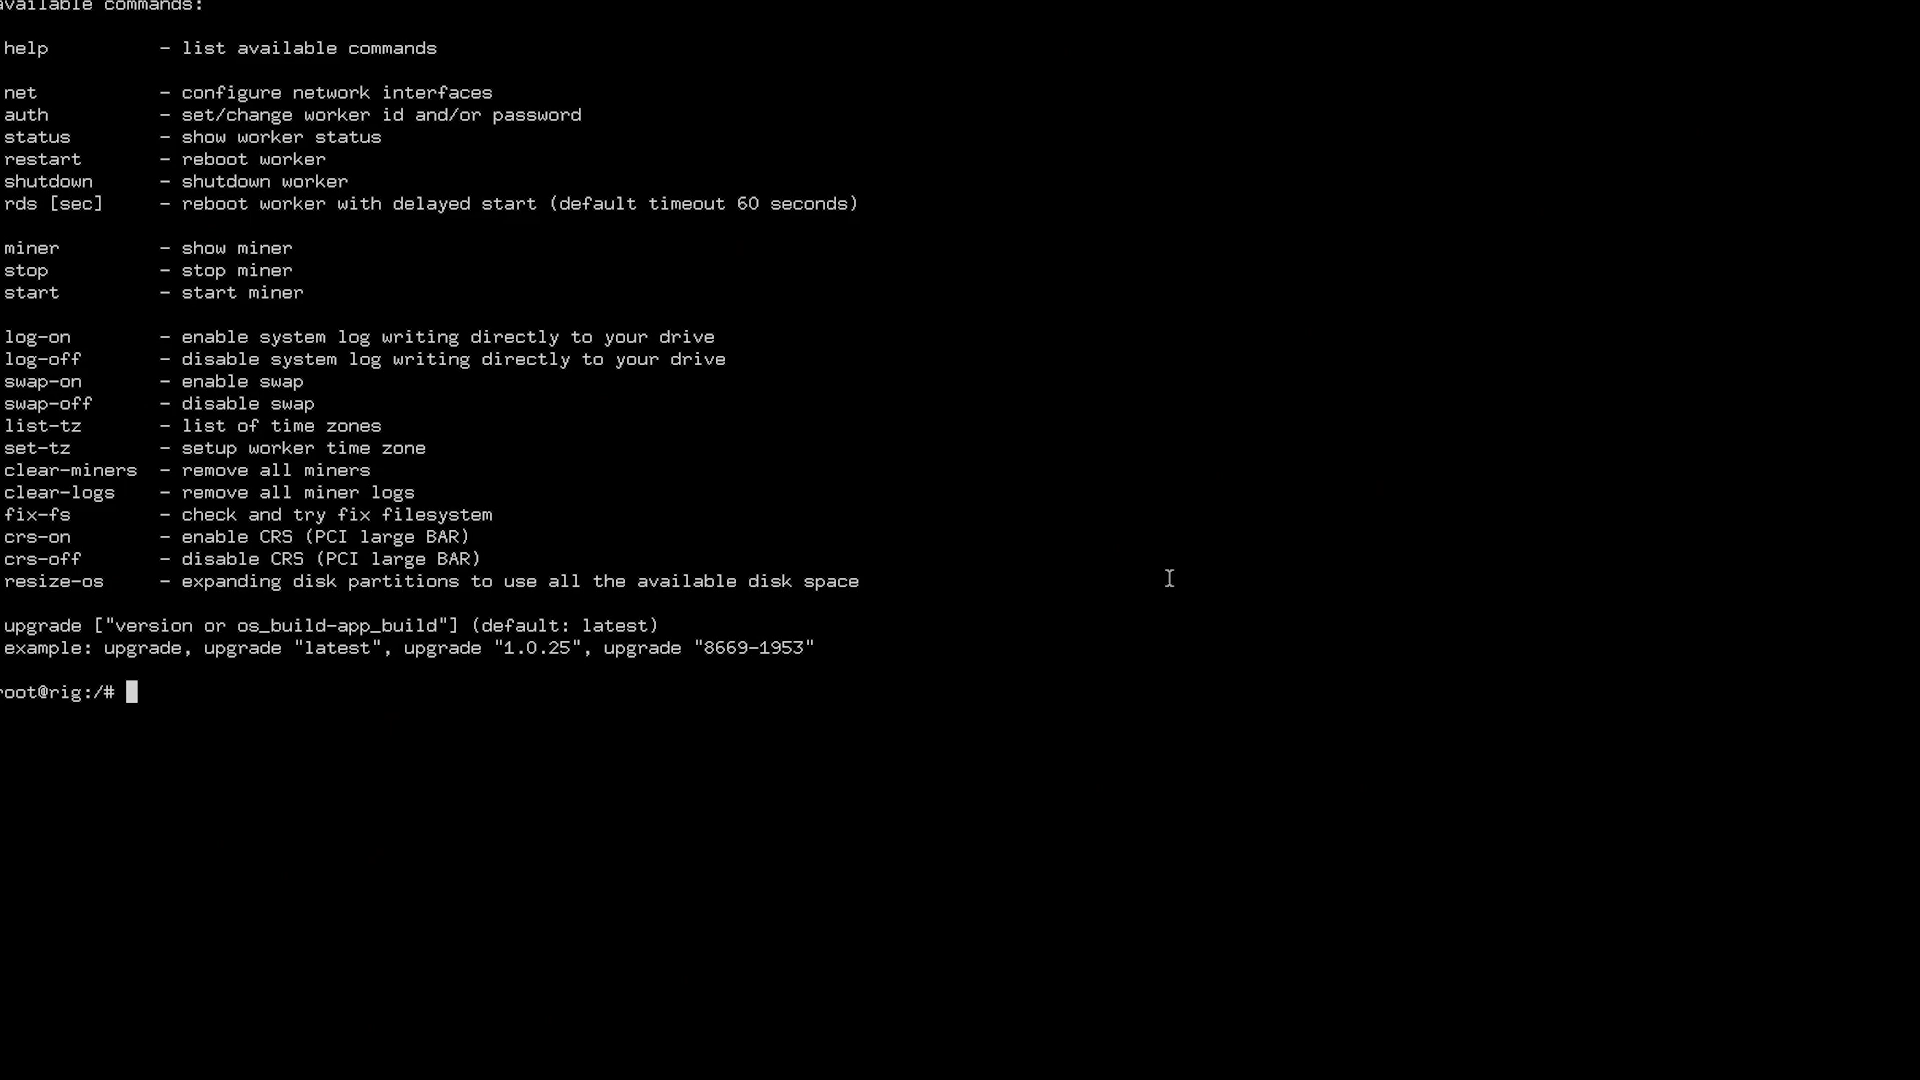 available commands:
help - list available commands
net - configure network interfaces
auth - set/change worker id and/or password
status - show worker status
restart - reboot worker
shutdown - shutdown worker
rds [sec] - reboot worker with delayed start (default timeout 60 seconds)
miner - show miner
stop - stop miner
start - start miner
log-on - enable system log writing directly to your drive
log-off - disable system log writing directly to your drive
swap-on - enable swap
swap-off - disable swap
list-tz - list of time zones
set-tz - setup worker time zone
clear-miners - remove all miners
clear-logs - remove all miner logs
fix-fs - check and try fix filesystem
crs-on - enable CRS (PCI large BAR)
crs-off - disable CRS (PCI large BAR)
resize-os - expanding disk partitions to use all the available disk space
upgrade ["version or os_build-app_build"] (default: latest)
example: upgrade, upgrade "latest", upgrade "1.0.25", upgrade "8669-1953"
root@rig:/#